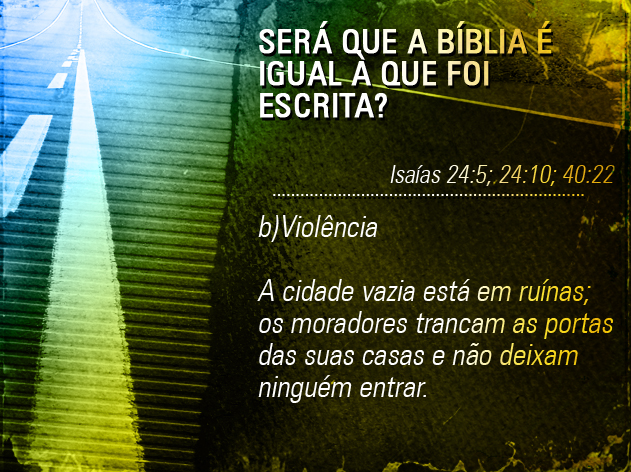 SERÁ QUE A BÍBLIA É
IGUAL À QUE FOI
ESCRITA?
Isaías 24:5; 24:10; 40:22
b)Violência
A cidade vazia está em ruínas;
os moradores trancam as portas
das suas casas e não deixam
ninguém entrar.